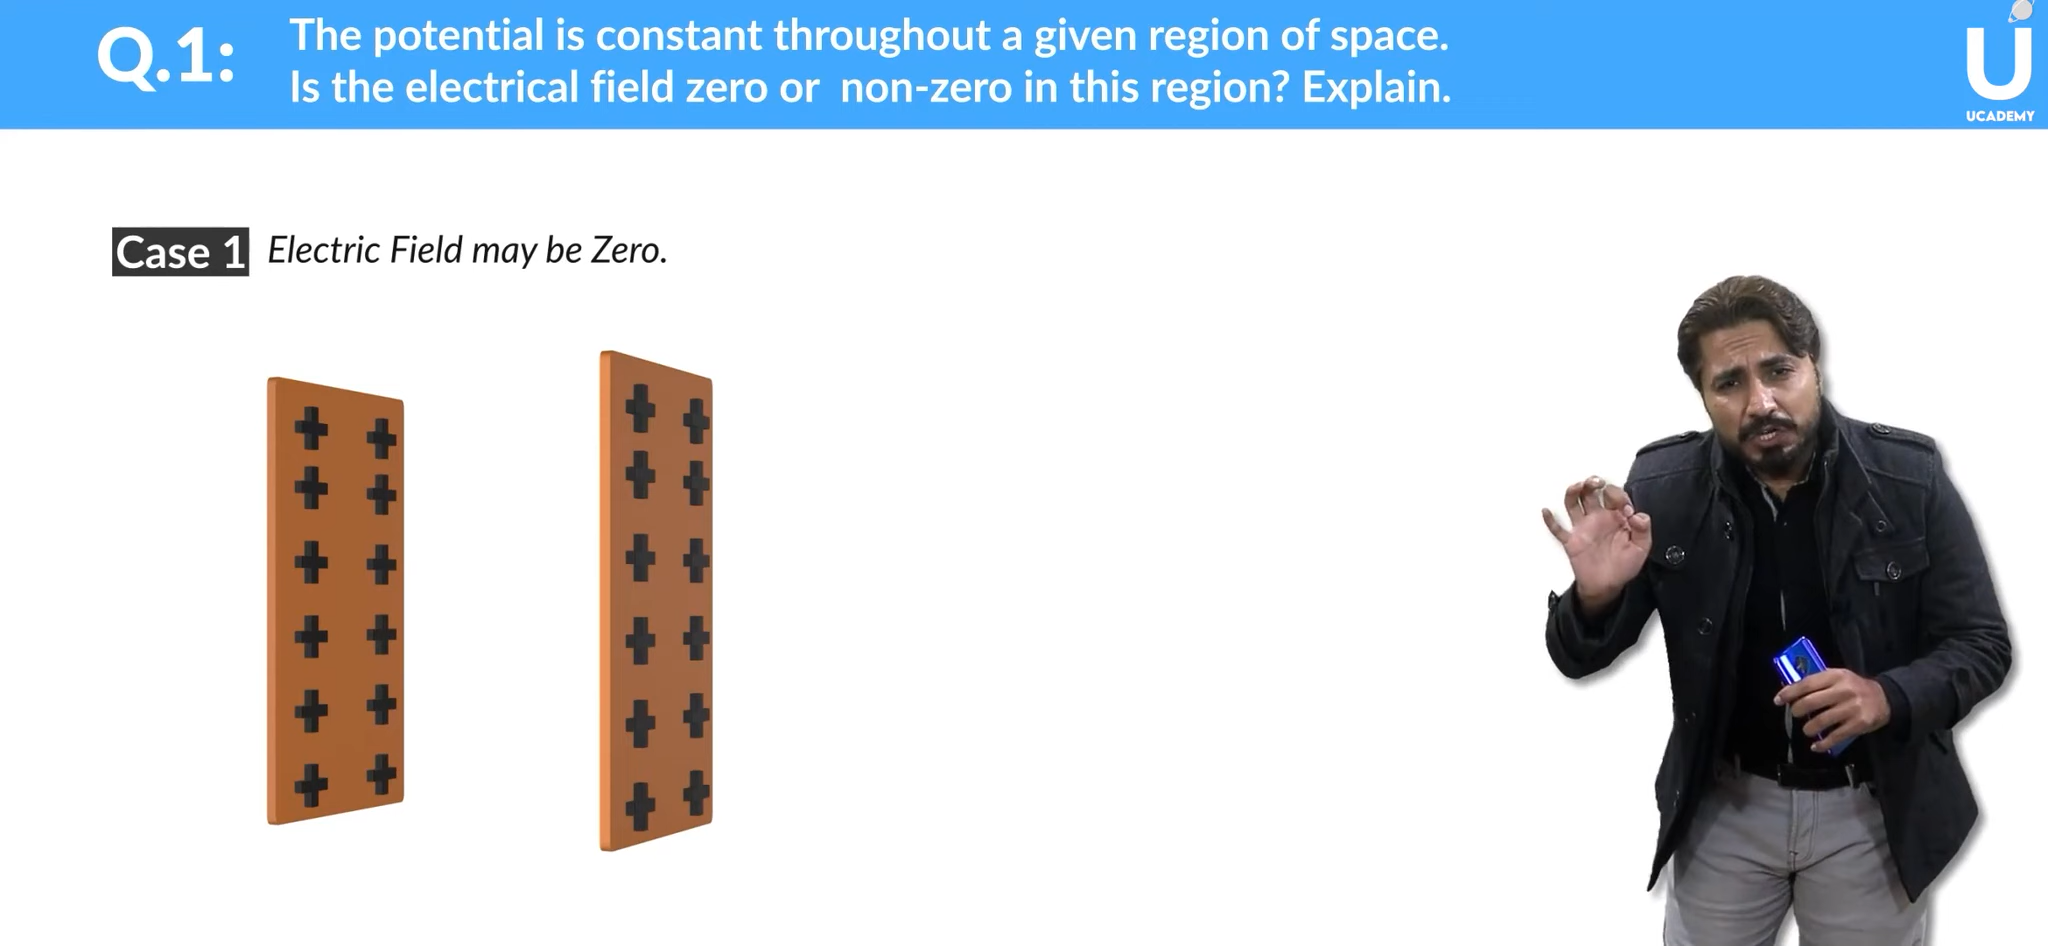 Q.1:
The potential is constant throughout a given region of space.
Is the electrical field zero or non-zero in this region? Explain.
U
UCADEMY
Case 1 Electric Field may be Zero.